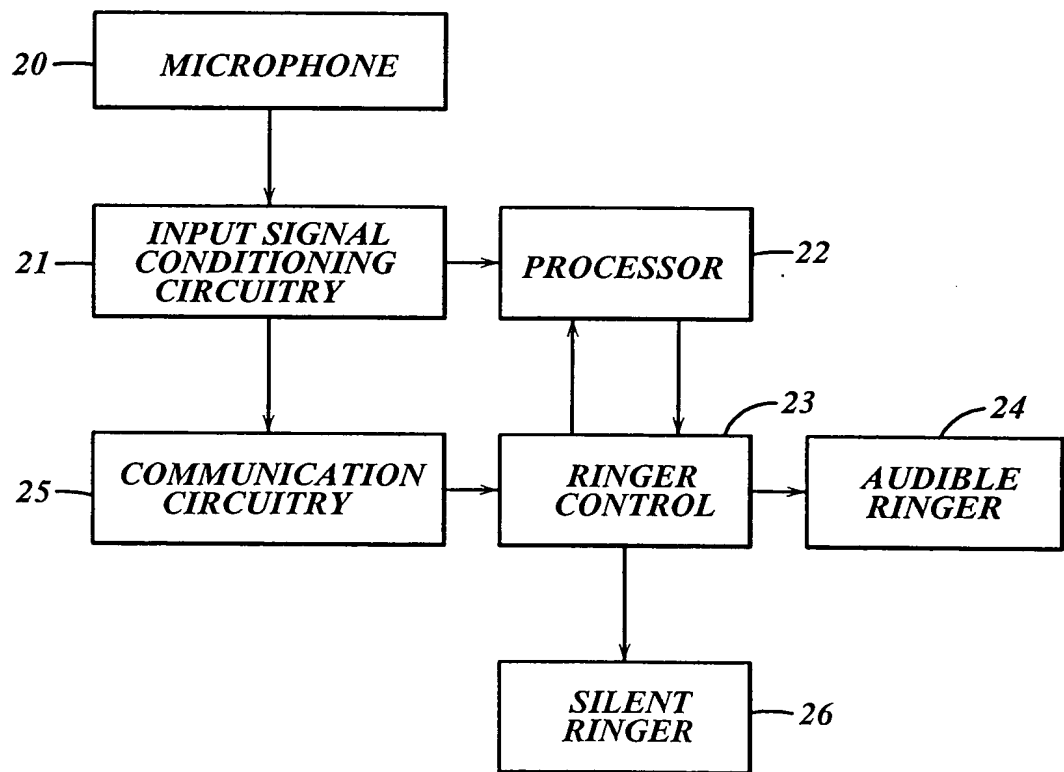 20
MICROPHONE
21
INPUT SIGNAL
CONDITIONING
CIRCUITRY
PROCESSOR
22
25
COMMUNICATION
CIRCUITRY
RINGER
CONTROL
23
AUDIBLE
RINGER
24
SILENT
RINGER
26